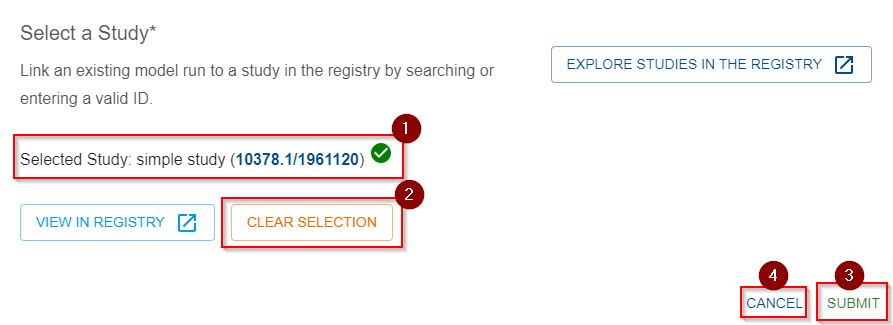 Select a Study*
EXPLORE STUDIES IN THE REGISTRY
Link an existing model run to a study in the registry by searching or
entering a valid ID.
1
Selected Study: simple study (10378.1/1961120)
2
VIEW IN REGISTRY
CLEAR SELECTION
4
3
CANCEL
SUBMIT